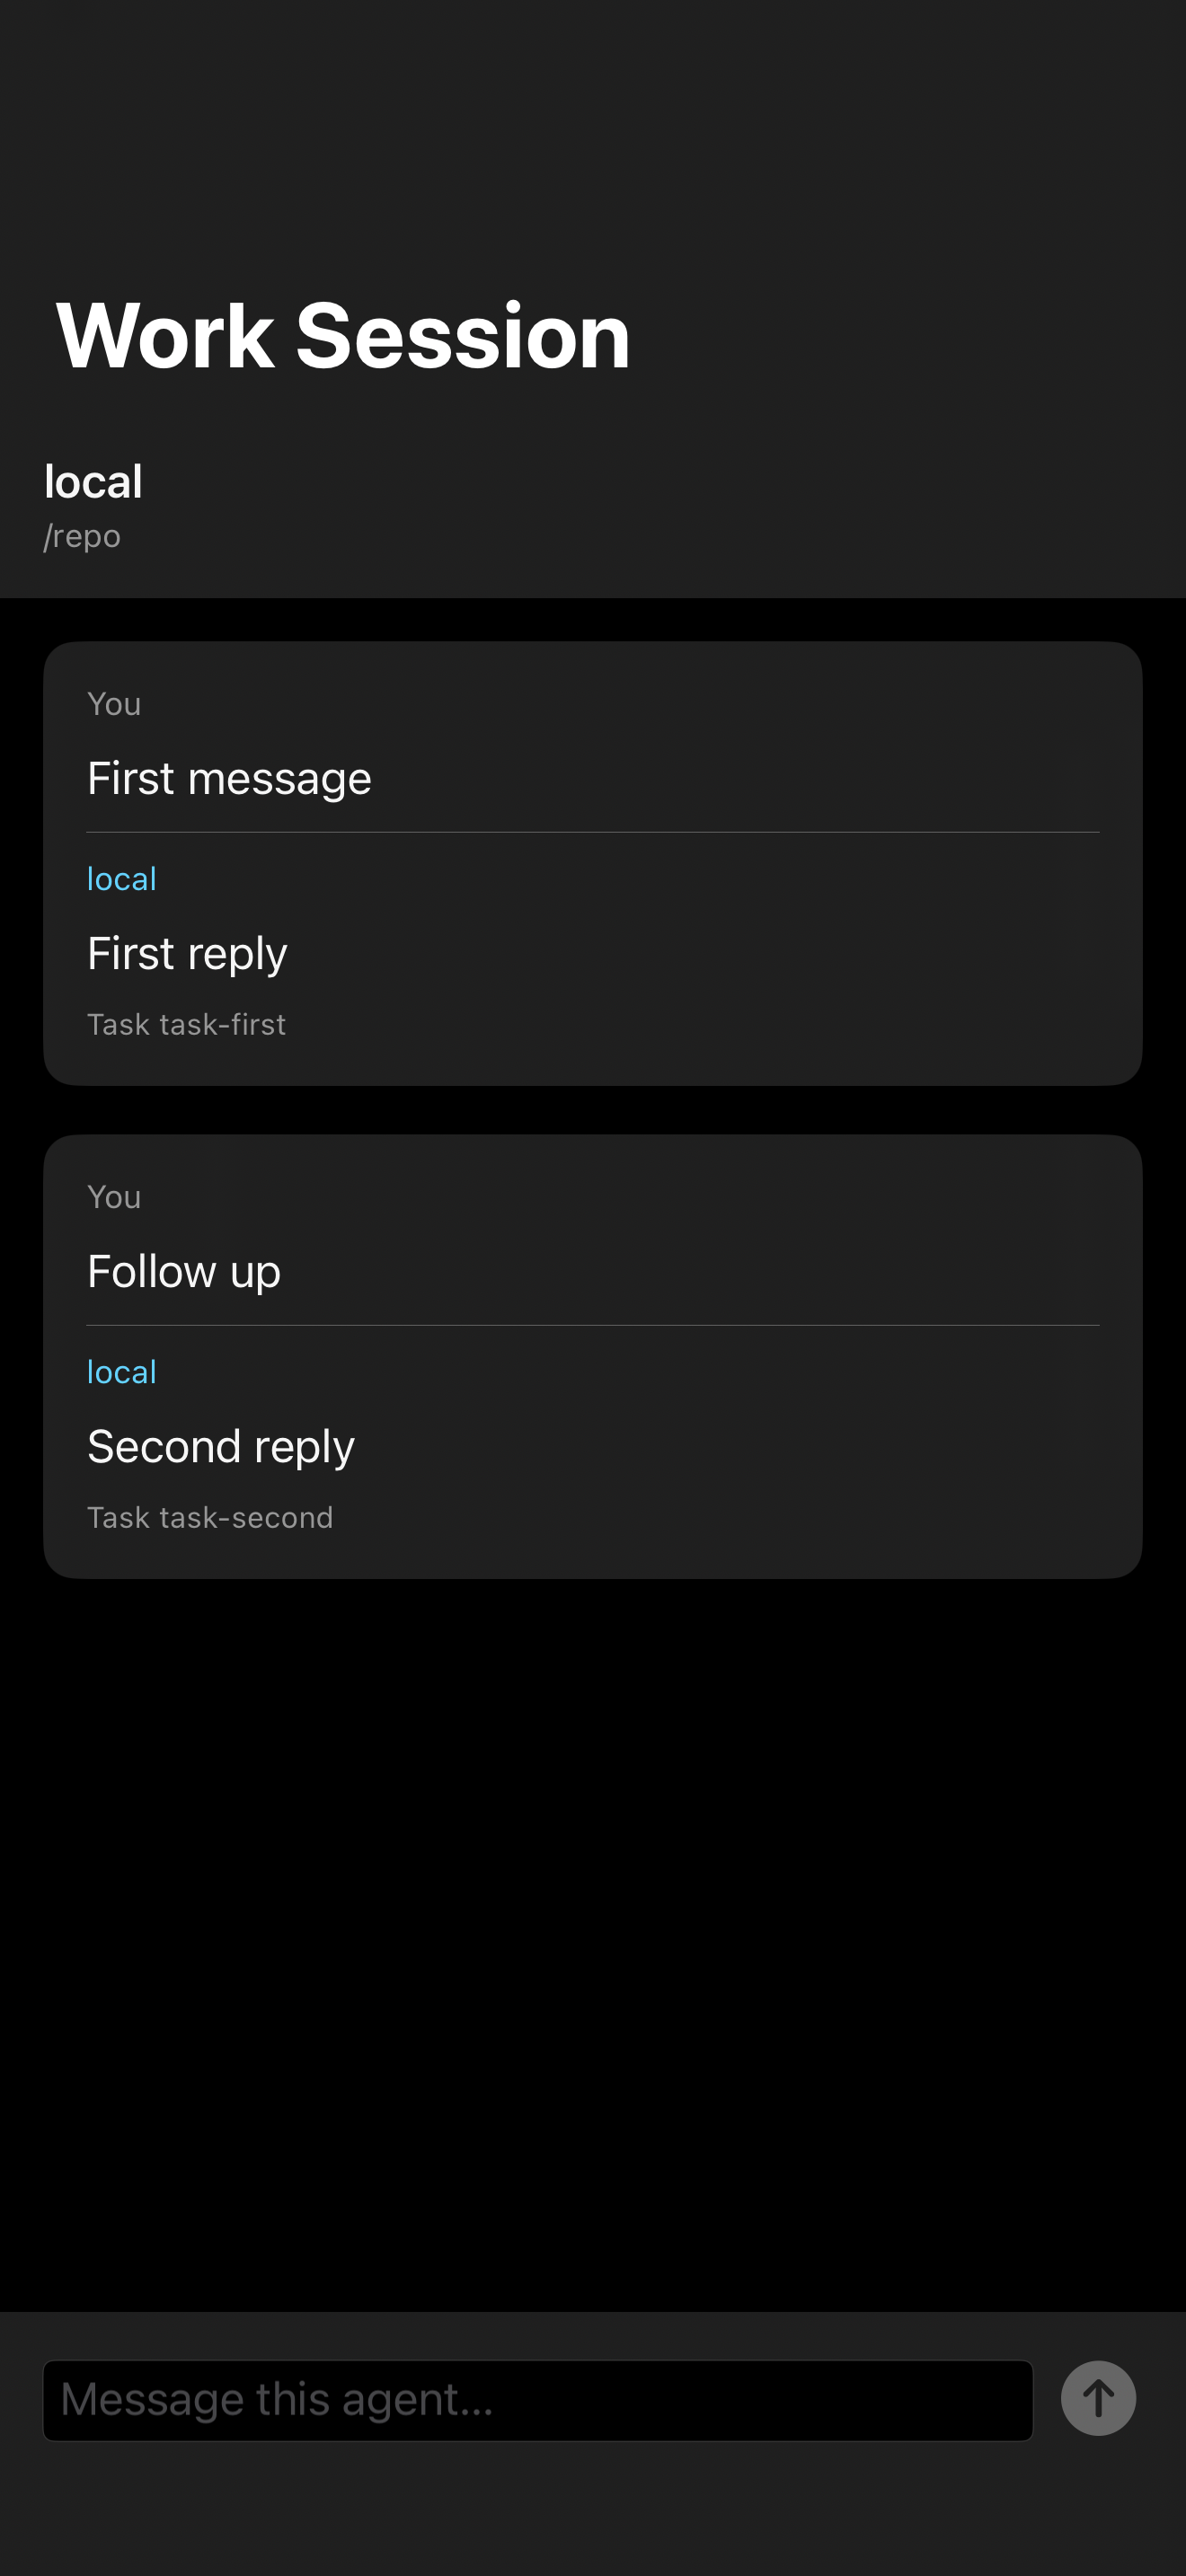 Work Session
local
/repo
You
First message
local
First reply
Task task-first
You
Follow up
local
Second reply
Task task-second
Message this agent...